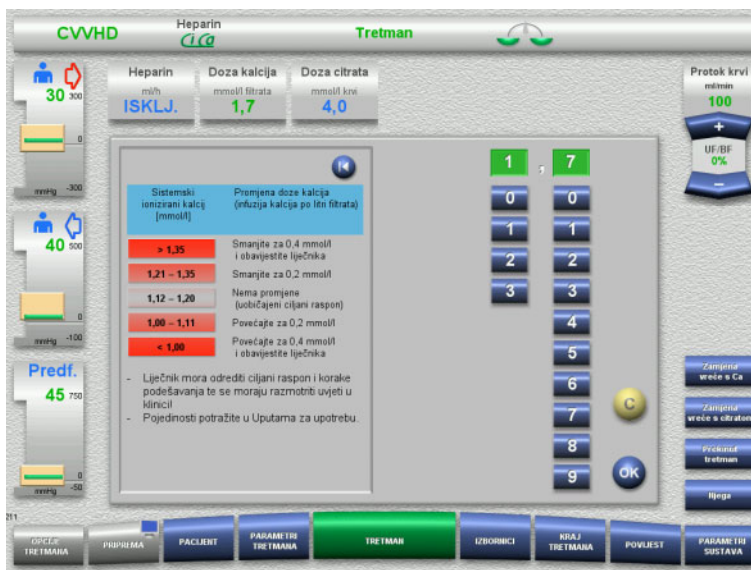 CVVHD
Heparin
CiCa
Tretman
30 300
0
mmHg -300
40 500
0
mmHg -100
Predf.
45 750
0
mmHg -50
Heparin
ml/h
ISKLJ.
Doza kalcija
mmol/l filtrata
1,7
Doza citrata
mmol/l krvi
4,0
Protok krvi
ml/min
100
+
UF/BF
0%
−
Sistemski
ionizirani kalcij
[mmol/l]
Promjena doze kalcija
(infuzija kalcija po litri filtrata)
> 1,35
Smanjite za 0,4 mmol/l
i obavijestite liječnika
1,21 – 1,35
Smanjite za 0,2 mmol/l
1,12 – 1,20
Nema promjene
(uobičajeni ciljani raspon)
1,00 – 1,11
Povećajte za 0,2 mmol/l
< 1,00
Povećajte za 0,4 mmol/l
i obavijestite liječnika
- Liječnik mora odrediti ciljani raspon i korake
podešavanja te se moraju razmotriti uvjeti u
klinici!
- Pojedinosti potražite u Uputama za upotrebu.
1 , 7
0 0
1 1
2 2
3 3
4
5
6
7
8
9
C
OK
Zamjena
vreće s Ca
Zamjena
vreće s citratom
Prekinut
tretman
Njega
211
OPCIJE
TRETMANA
PRIPREMA
PACIJENT
PARAMETRI
TRETMANA
TRETMAN
IZBORNICI
KRAJ
TRETMANA
POVIJEST
PARAMETRI
SUSTAVA